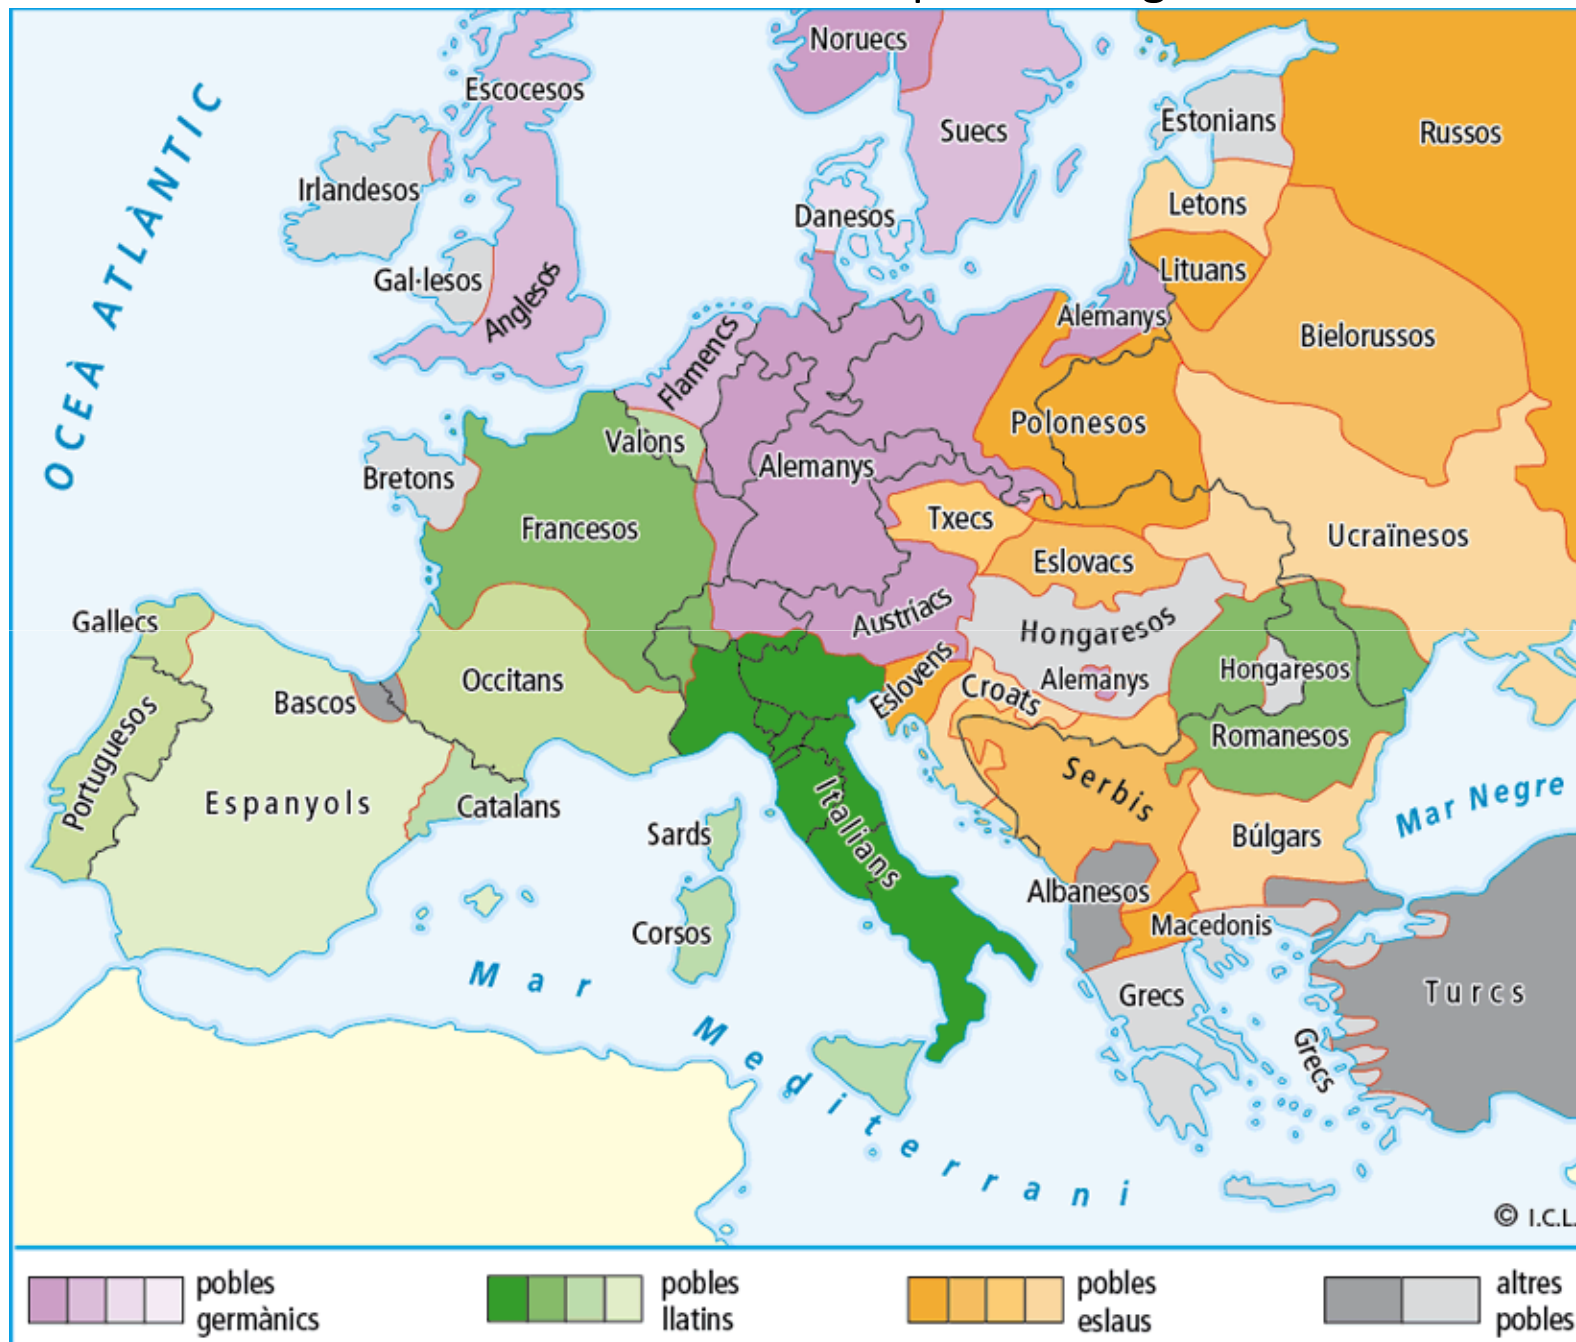 Noruecs
Escocesos
Suecs
Estonians
Russos
OCEÀ ATLÀNTIC
Irlandesos
Danesos
Letons
Gal·lesos
Anglesos
Lituans
Alemanys
Bielorussos
Flamencs
Polonesos
Valons
Alemanys
Bretons
Francesos
Txecs
Ucraïnesos
Eslovacs
Gallecs
Austríacs
Hongaresos
Occitans
Bascos
Eslovens
Croats
Alemanys
Hongaresos
Portuguesos
Romanesos
Espanyols
Catalans
Serbis
Mar Negre
Sards
Italians
Búlgars
Albanesos
Corsos
Macedonis
Mar Mediterrani
Grecs
Turcs
Grecs
© I.C.L.
pobles
germànics
pobles
llatins
pobles
eslaus
altres
pobles